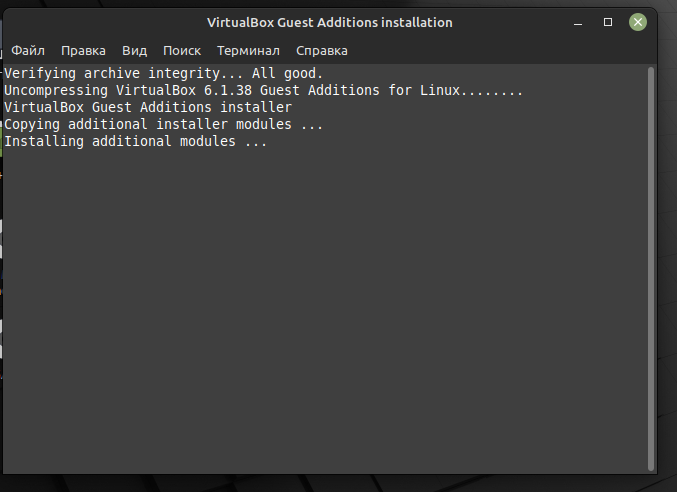 VirtualBox Guest Additions installation
Файл Правка Вид Поиск Терминал Справка
Verifying archive integrity... All good.
Uncompressing VirtualBox 6.1.38 Guest Additions for Linux........
VirtualBox Guest Additions installer
Copying additional installer modules ...
Installing additional modules ...